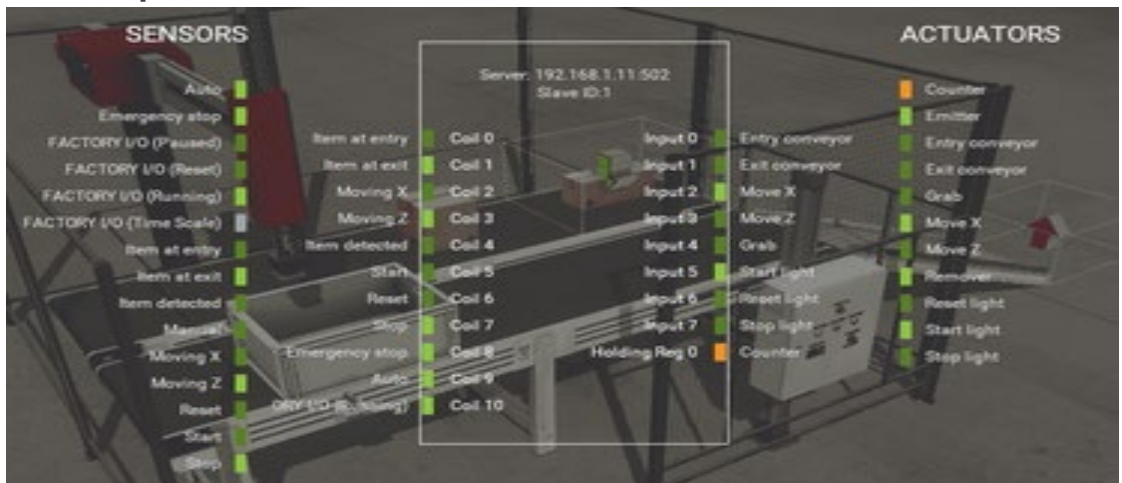 SENSORS
Auto
Emergency stop
FACTORY I/O (Paused)
FACTORY I/O (Reset)
FACTORY I/O (Running)
FACTORY I/O (Time Scale)
Item at entry
Item at exit
Item detected
Manual
Moving X
Moving Z
Reset
Start
Stop
Server: 192.168.1.11:502
Slave ID:1
Item at entry Coil 0
Item at exit Coil 1
Moving X Coil 2
Moving Z Coil 3
Item detected Coil 4
Start Coil 5
Reset Coil 6
Stop Coil 7
Emergency stop Coil 8
Auto Coil 9
ORY I/O (Running) Coil 10
Input 0 Entry conveyor
Input 1 Exit conveyor
Input 2 Move X
Input 3 Move Z
Input 4 Grab
Input 5 Start light
Input 6 Reset light
Input 7 Stop light
Holding Reg 0 Counter
ACTUATORS
Counter
Emitter
Entry conveyor
Exit conveyor
Grab
Move X
Move Z
Remover
Reset light
Start light
Stop light